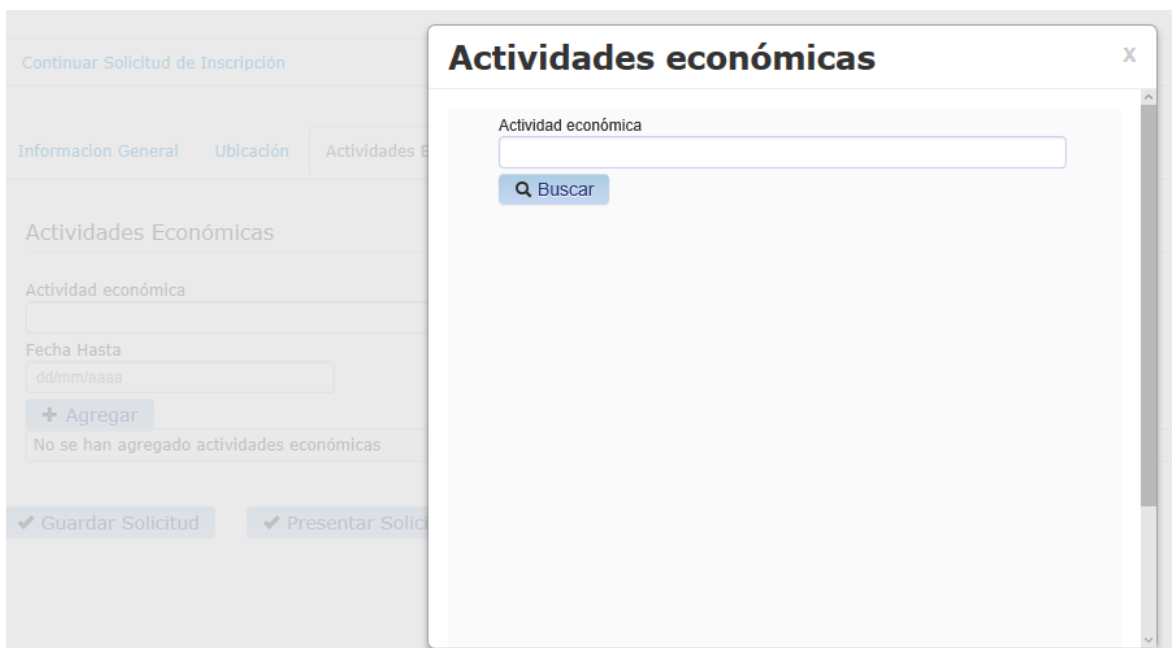 Continuar Solicitud de Inscripción
Actividades económicas
x
Informacion General Ubicación Actividades E
Actividad económica
Buscar
Actividades Económicas
Actividad económica
Fecha Hasta
dd/mm/aaaa
Agregar
No se han agregado actividades económicas
Guardar Solicitud Presentar Solici